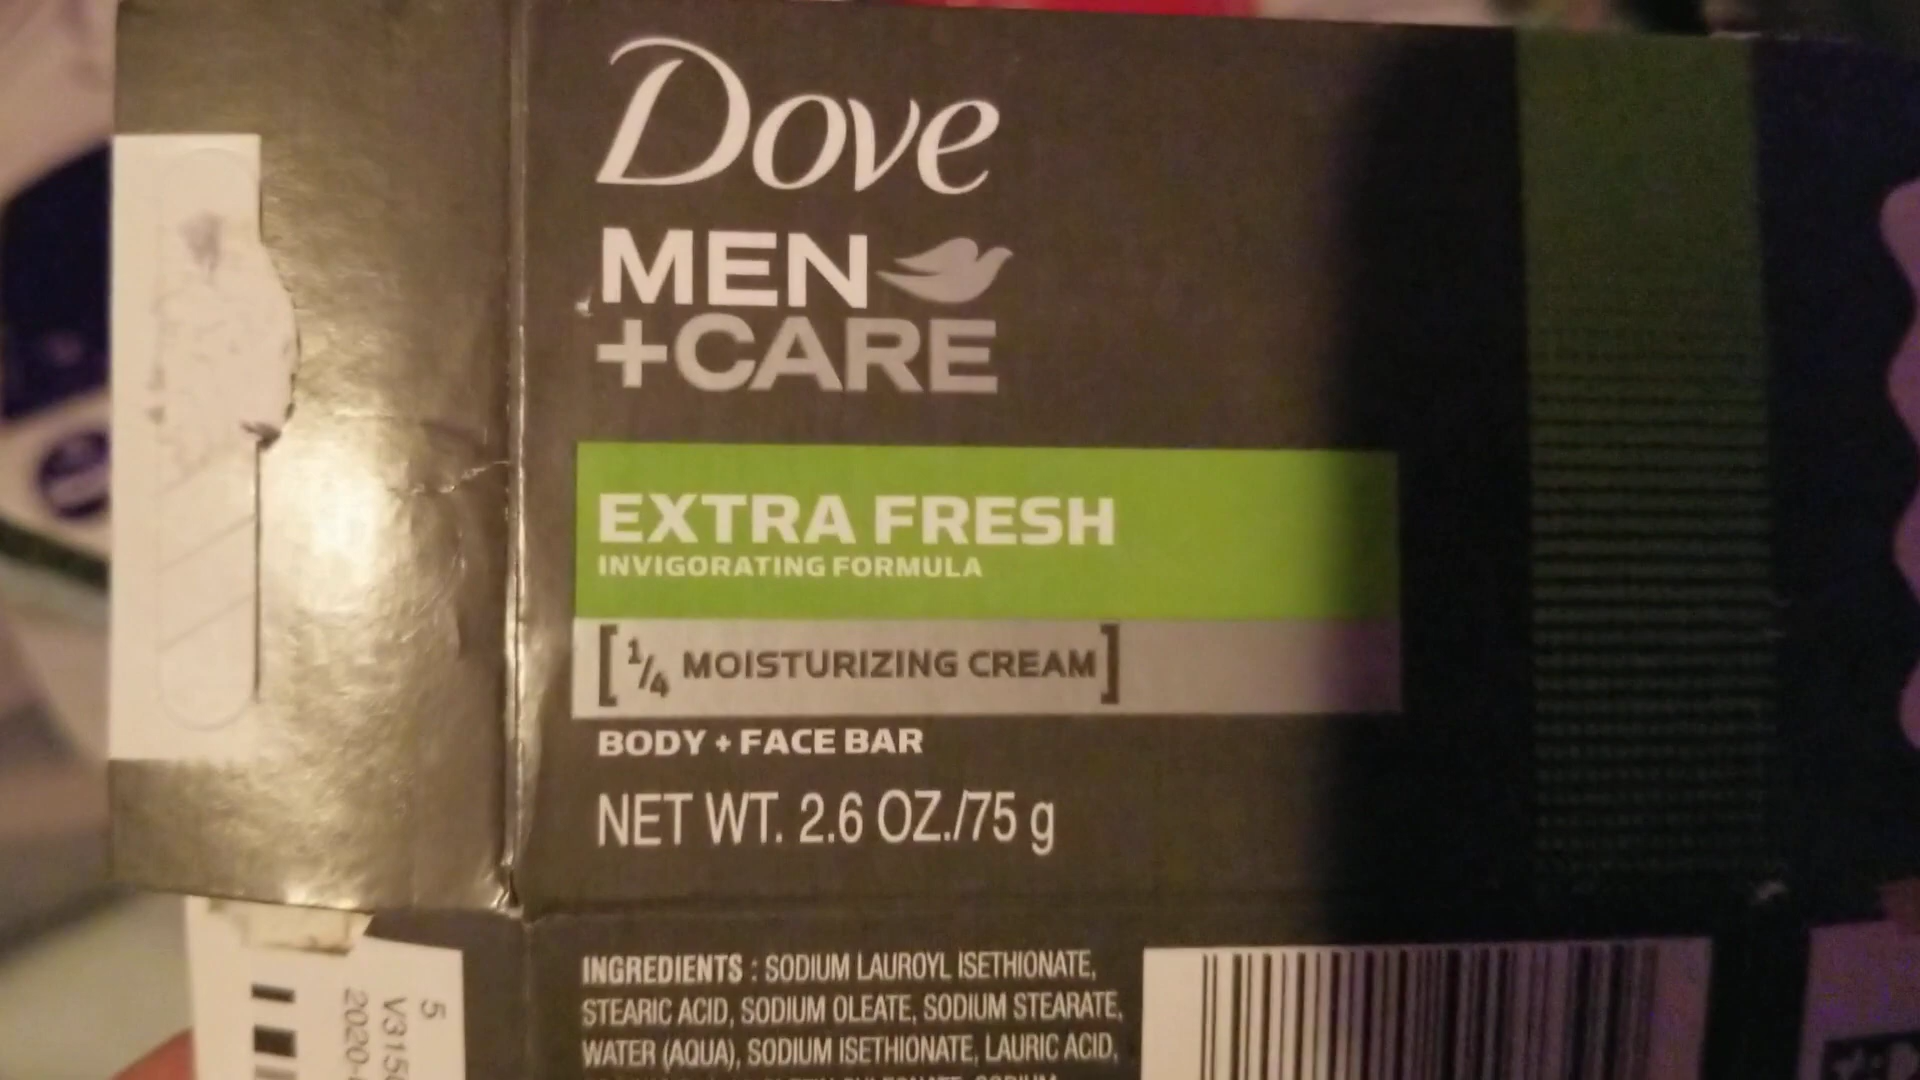 Dove
MEN
+CARE
EXTRA FRESH
INVIGORATING FORMULA
[1/4 MOISTURIZING CREAM]
BODY + FACE BAR
NET WT. 2.6 OZ./75 g
INGREDIENTS : SODIUM LAUROYL ISETHIONATE,
STEARIC ACID, SODIUM OLEATE, SODIUM STEARATE,
WATER (AQUA), SODIUM ISETHIONATE, LAURIC ACID,
5